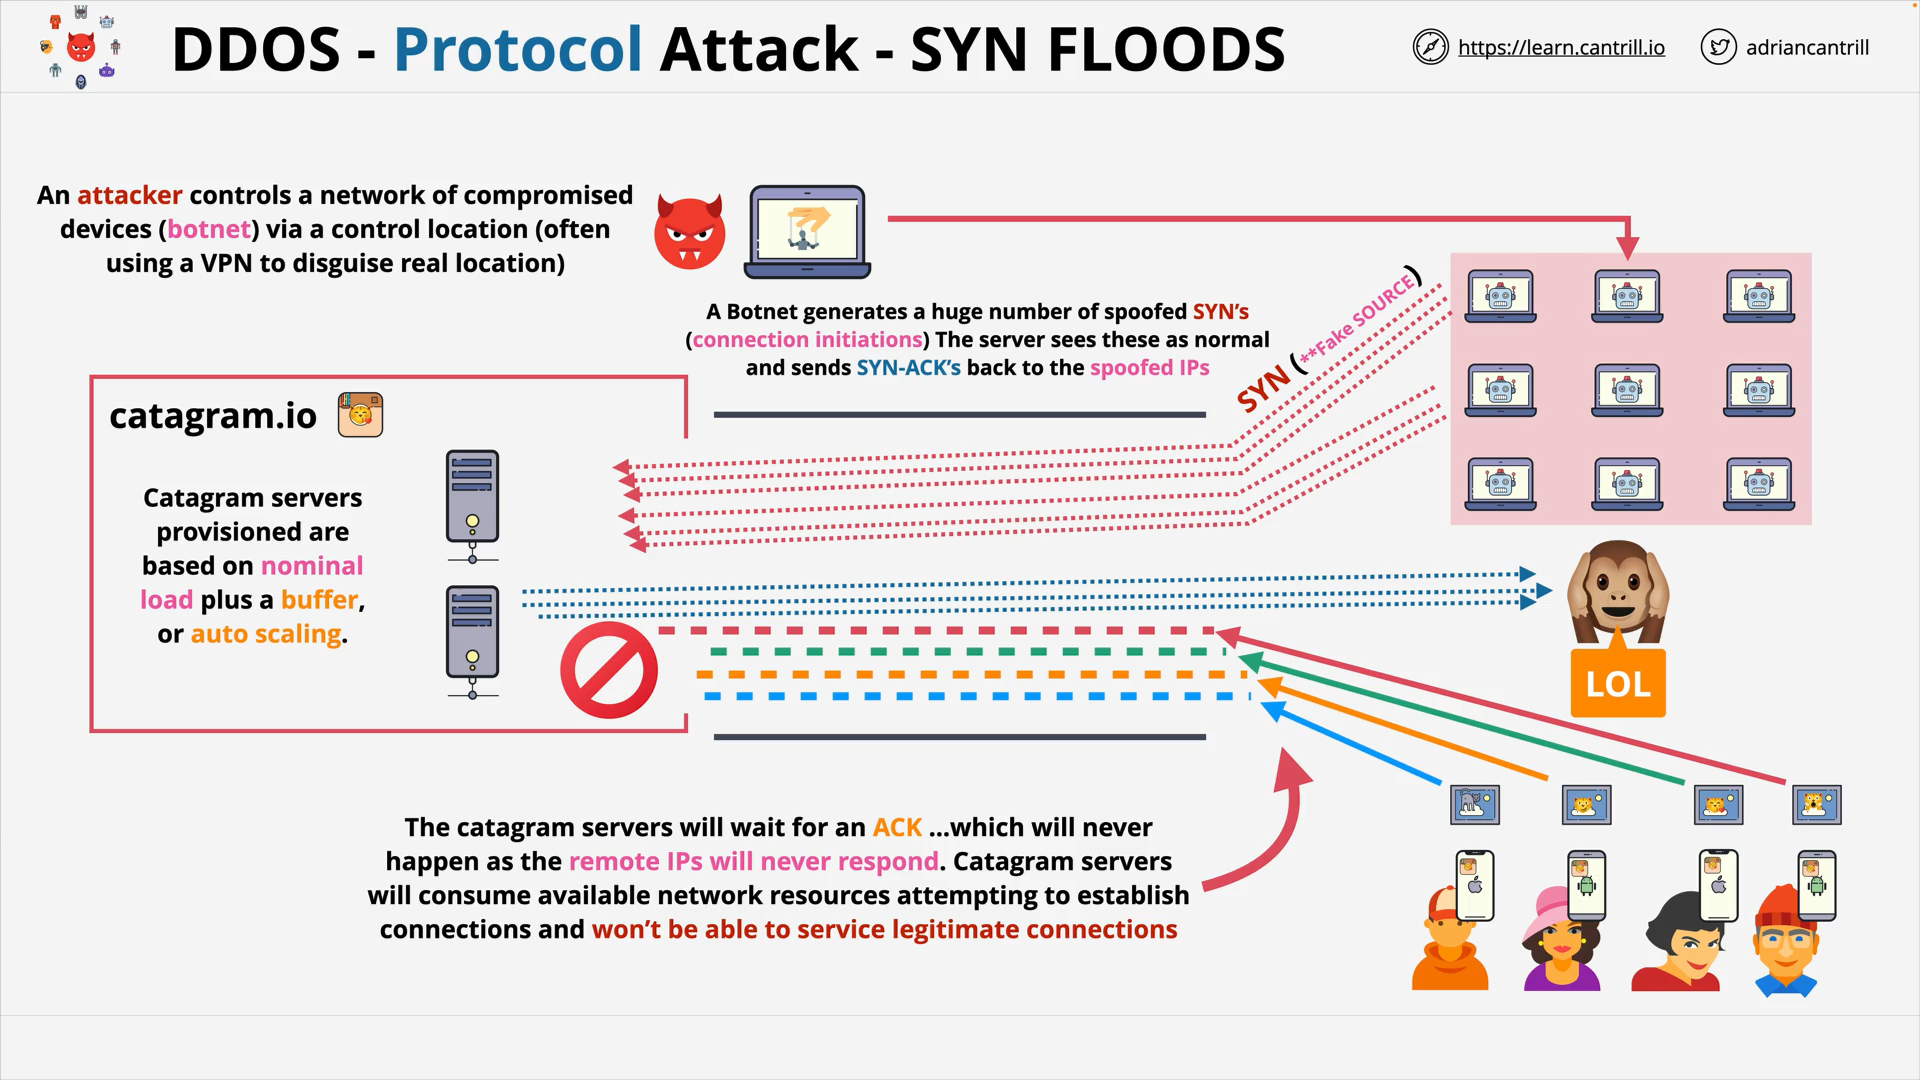 DDOS - Protocol Attack - SYN FLOODS
https://learn.cantrill.io
adriancantrill
An attacker controls a network of compromised
devices (botnet) via a control location (often
using a VPN to disguise real location)
A Botnet generates a huge number of spoofed SYN’s
(connection initiations) The server sees these as normal
and sends SYN-ACK’s back to the spoofed IPs
SYN (**Fake SOURCE)
catagram.io
Catagram servers
provisioned are
based on nominal
load plus a buffer,
or auto scaling.
LOL
The catagram servers will wait for an ACK ...which will never
happen as the remote IPs will never respond. Catagram servers
will consume available network resources attempting to establish
connections and won’t be able to service legitimate connections